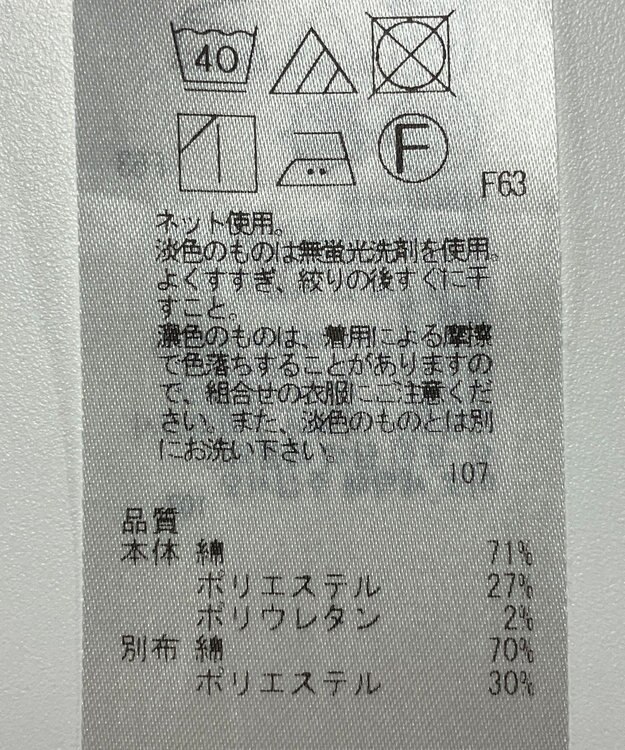 40
F
F63
ネット使用。
淡色のものは無蛍光洗剤を使用。
よくすすぎ、絞りの後すぐに干
すこと。
濃色のものは、着用による摩擦
で色落ちすることがありますの
で、組合せの衣服にご注意くだ
さい。また、淡色のものとは別
にお洗い下さい。
107
品質
本体 綿 71%
ポリエステル 27%
ポリウレタン 2%
別布 綿 70%
ポリエステル 30%